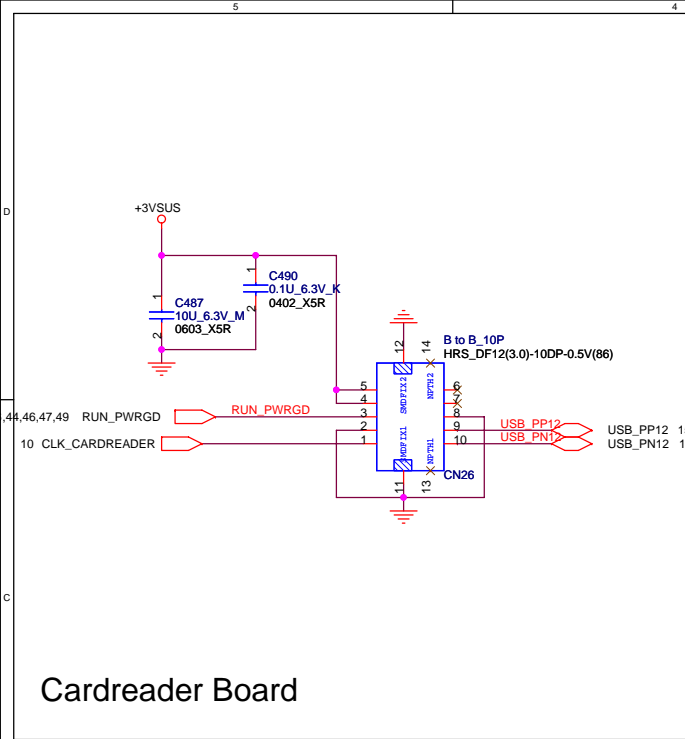 5
4
D
+3VSUS
1
C490
0.1U_6.3V_K
2
0402_X5R
1
C487
10U_6.3V_M
2
0603_X5R
12
14
B to B_10P
HRS_DF12(3.0)-10DP-0.5V(86)
SMDFIX2
NPTH2
5
6
4
7
,44,46,47,49 RUN_PWRGD
RUN_PWRGD
3
8
2
9
USB_PP12
USB_PP12
10 CLK_CARDREADER
1
10
USB_PN12
USB_PN12
SMDFIX1
NPTH1
CN26
11
13
C
Cardreader Board